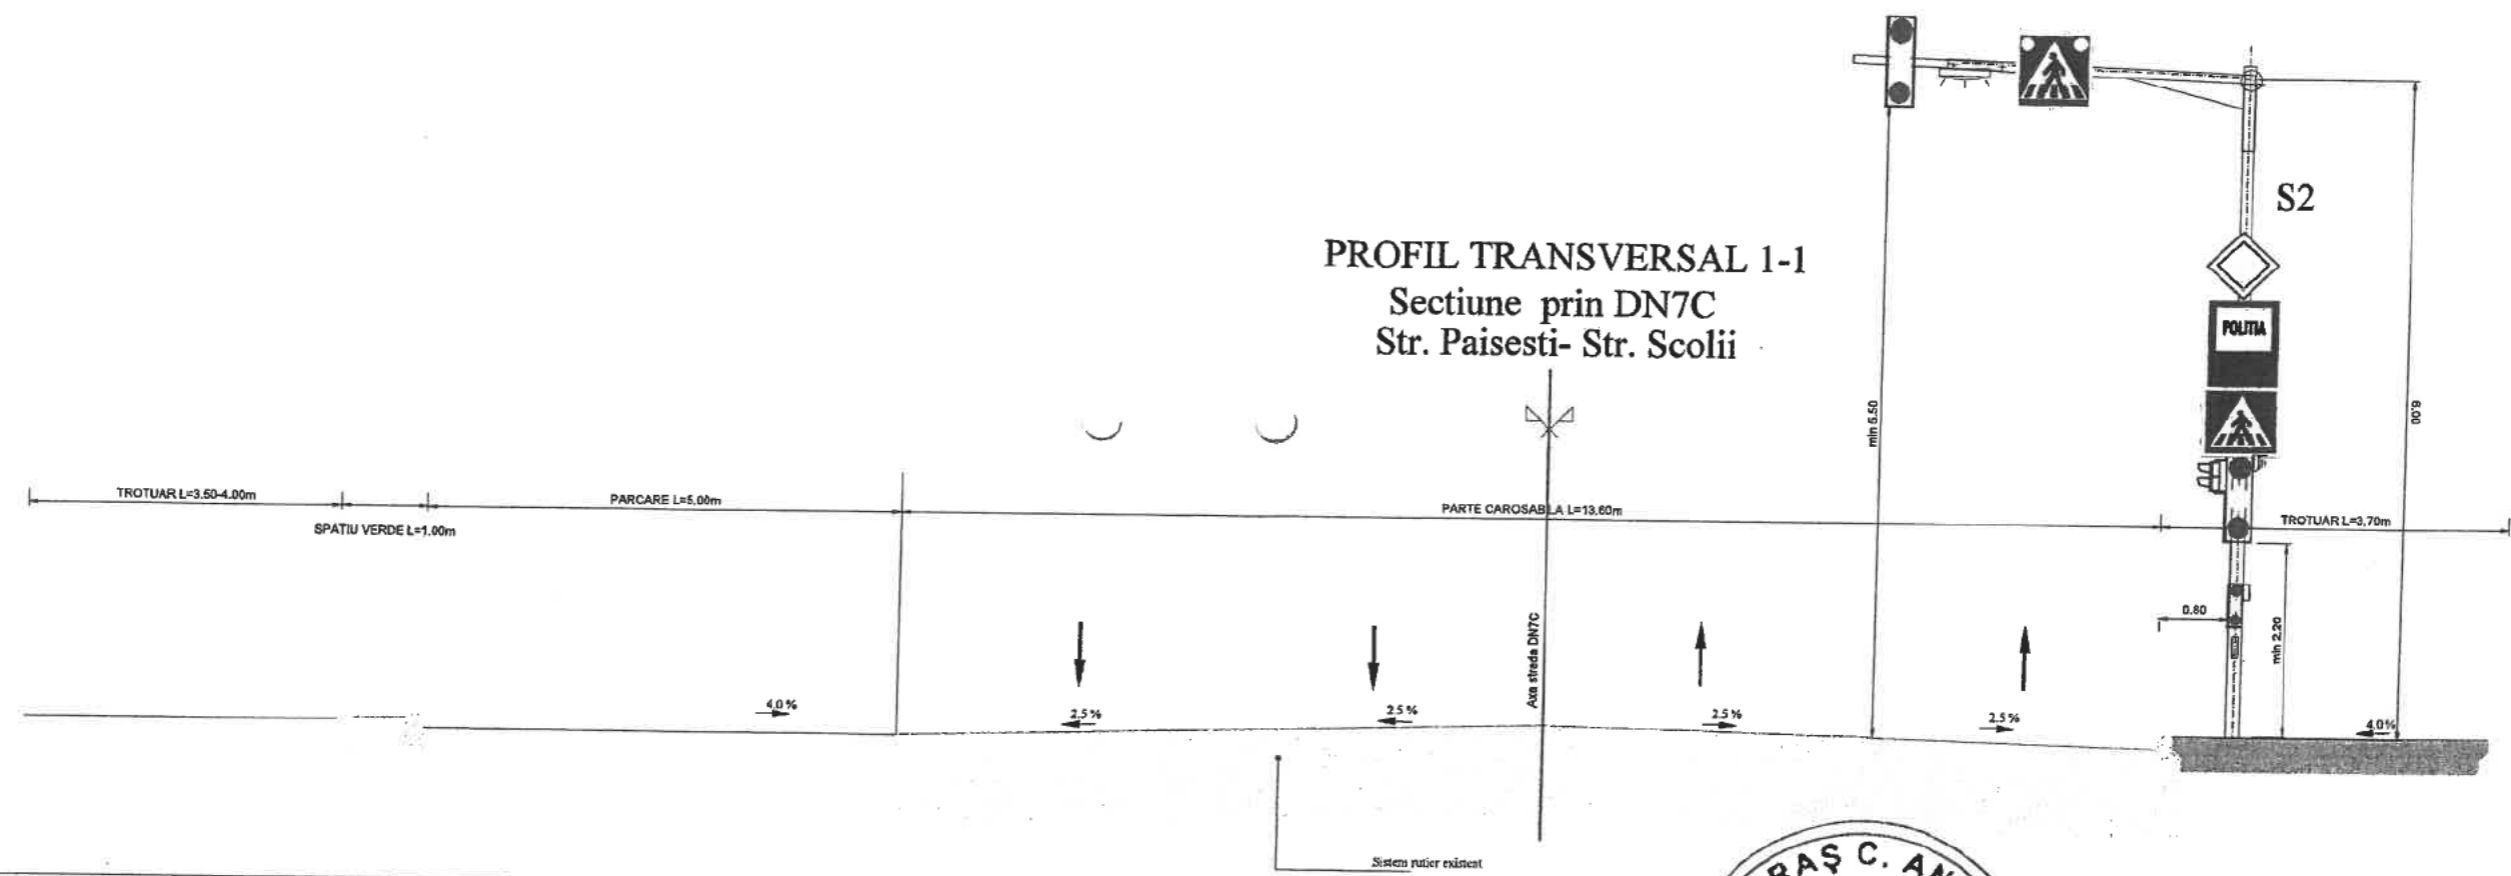 S2
PROFIL TRANSVERSAL 1-1
Sectiune prin DN7C
Str. Paisesti- Str. Scolii
POLITIA
min 5.50
6.00
TROTUAR L=3.50-4.00m
SPATIU VERDE L=1.00m
PARCARE L=5.00m
PARTE CAROSABILA L=13.60m
TROTUAR L=3.70m
Axa strada DN7C
0.60
min 2.20
4.0%
2.5%
2.5%
2.5%
2.5%
4.0%
Sistem rutier existent
RAȘ C. AN